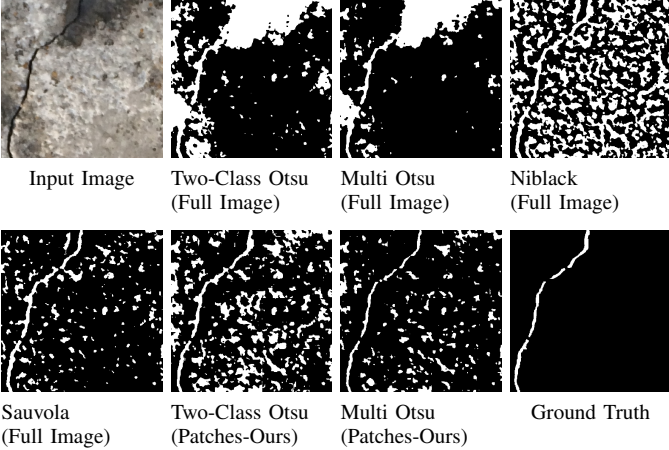 Input Image
Two-Class Otsu
(Full Image)
Multi Otsu
(Full Image)
Niblack
(Full Image)
Sauvola
(Full Image)
Two-Class Otsu
(Patches-Ours)
Multi Otsu
(Patches-Ours)
Ground Truth